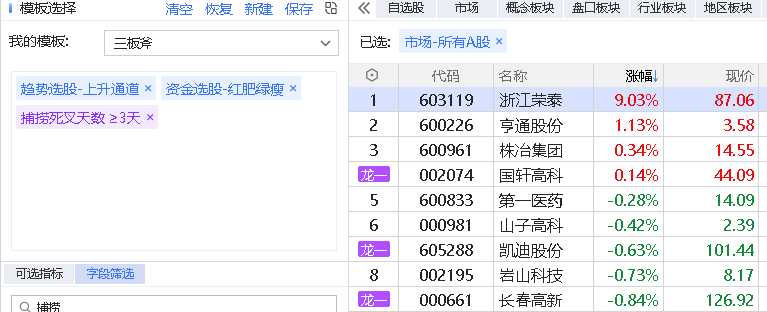 模板选择 清空 恢复 新建 保存
我的模板: 三板斧
趋势选股-上升通道 × 资金选股-红肥绿瘦 ×
捕捞死叉天数 ≥3天 ×
可选指标 字段筛选
捕捞
自选股 市场 概念板块 盘口板块 行业板块 地区板块
已选: 市场-所有A股 ×
代码 名称 涨幅↓ 现价
1 603119 浙江荣泰 9.03% 87.06
2 600226 亨通股份 1.13% 3.58
3 600961 株冶集团 0.34% 14.55
龙一 002074 国轩高科 0.14% 44.09
5 600833 第一医药 -0.28% 14.09
6 000981 山子高科 -0.42% 2.39
龙一 605288 凯迪股份 -0.63% 101.44
8 002195 岩山科技 -0.73% 8.17
龙一 000661 长春高新 -0.84% 126.92